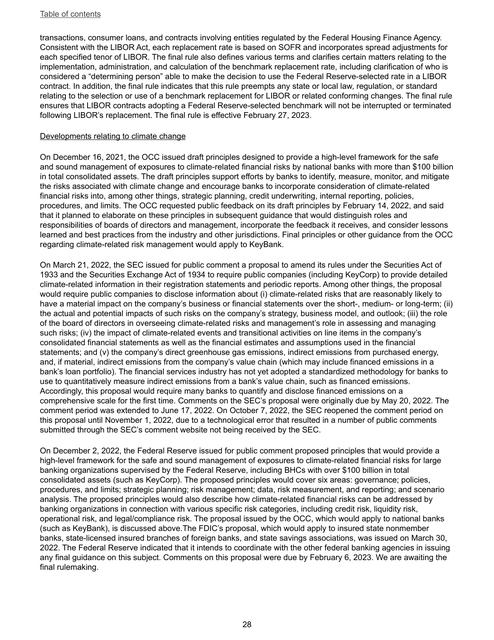 Table of contents
transactions, consumer loans, and contracts involving entities regulated by the Federal Housing Finance Agency.
Consistent with the LIBOR Act, each replacement rate is based on SOFR and incorporates spread adjustments for
each specified tenor of LIBOR. The final rule also defines various terms and clarifies certain matters relating to the
implementation, administration, and calculation of the benchmark rate, including clarification of who is
considered a “determining person” able to make the decision to use the Federal Reserve-selected rate in a LIBOR
contract. In addition, the final rule indicates that this rule preempts any state or local law, regulation, or standard
relating to the selection or use of a benchmark replacement for LIBOR or related conforming changes. The final rule
ensures that LIBOR contracts adopting a Federal Reserve-selected benchmark will not be interrupted or terminated
following LIBOR’s replacement. The final rule is effective February 27, 2023.
Developments relating to climate change
On December 16, 2021, the OCC issued draft principles designed to provide a high-level framework for the safe
and sound management of exposures to climate-related financial risks by national banks with more than $100 billion
in total consolidated assets. The draft principles support efforts by banks to identify, measure, monitor, and mitigate
the risks associated with climate change and encourage banks to incorporate consideration of climate-related
financial risks into, among other things, strategic planning, credit underwriting, internal reporting, policies,
procedures, and limits. The OCC requested public feedback on its draft principles by February 14, 2022, and said
that it planned to elaborate on these principles in subsequent guidance that would distinguish roles and
responsibilities of boards of directors and management, incorporate the feedback it receives, and consider lessons
learned and best practices from the industry and other jurisdictions. Final principles or other guidance from the OCC
regarding climate-related risk management would apply to KeyBank.
On March 21, 2022, the SEC issued for public comment a proposal to amend its rules under the Securities Act of
1933 and the Securities Exchange Act of 1934 to require public companies (including KeyCorp) to provide detailed
climate-related information in their registration statements and periodic reports. Among other things, the proposal
would require public companies to disclose information about (i) climate-related risks that are reasonably likely to
have a material impact on the company’s business or financial statements over the short-, medium- or long-term; (ii)
the actual and potential impacts of such risks on the company’s strategy, business model, and outlook; (iii) the role
of the board of directors in overseeing climate-related risks and management’s role in assessing and managing
such risks; (iv) the impact of climate-related events and transitional activities on line items in the company’s
consolidated financial statements as well as the financial estimates and assumptions used in the financial
statements; and (v) the company’s direct greenhouse gas emissions, indirect emissions from purchased energy,
and, if material, indirect emissions from the company’s value chain (which may include financed emissions in a
bank’s loan portfolio). The financial services industry has not yet adopted a standardized methodology for banks to
use to quantitatively measure indirect emissions from a bank’s value chain, such as financed emissions.
Accordingly, this proposal would require many banks to quantify and disclose financed emissions on a
comprehensive scale for the first time. Comments on the SEC’s proposal were originally due by May 20, 2022. The
comment period was extended to June 17, 2022. On October 7, 2022, the SEC reopened the comment period on
this proposal until November 1, 2022, due to a technological error that resulted in a number of public comments
submitted through the SEC’s comment website not being received by the SEC.
On December 2, 2022, the Federal Reserve issued for public comment proposed principles that would provide a
high-level framework for the safe and sound management of exposures to climate-related financial risks for large
banking organizations supervised by the Federal Reserve, including BHCs with over $100 billion in total
consolidated assets (such as KeyCorp). The proposed principles would cover six areas: governance; policies,
procedures, and limits; strategic planning; risk management; data, risk measurement, and reporting; and scenario
analysis. The proposed principles would also describe how climate-related financial risks can be addressed by
banking organizations in connection with various specific risk categories, including credit risk, liquidity risk,
operational risk, and legal/compliance risk. The proposal issued by the OCC, which would apply to national banks
(such as KeyBank), is discussed above.The FDIC’s proposal, which would apply to insured state nonmember
banks, state-licensed insured branches of foreign banks, and state savings associations, was issued on March 30,
2022. The Federal Reserve indicated that it intends to coordinate with the other federal banking agencies in issuing
any final guidance on this subject. Comments on this proposal were due by February 6, 2023. We are awaiting the
final rulemaking.
28